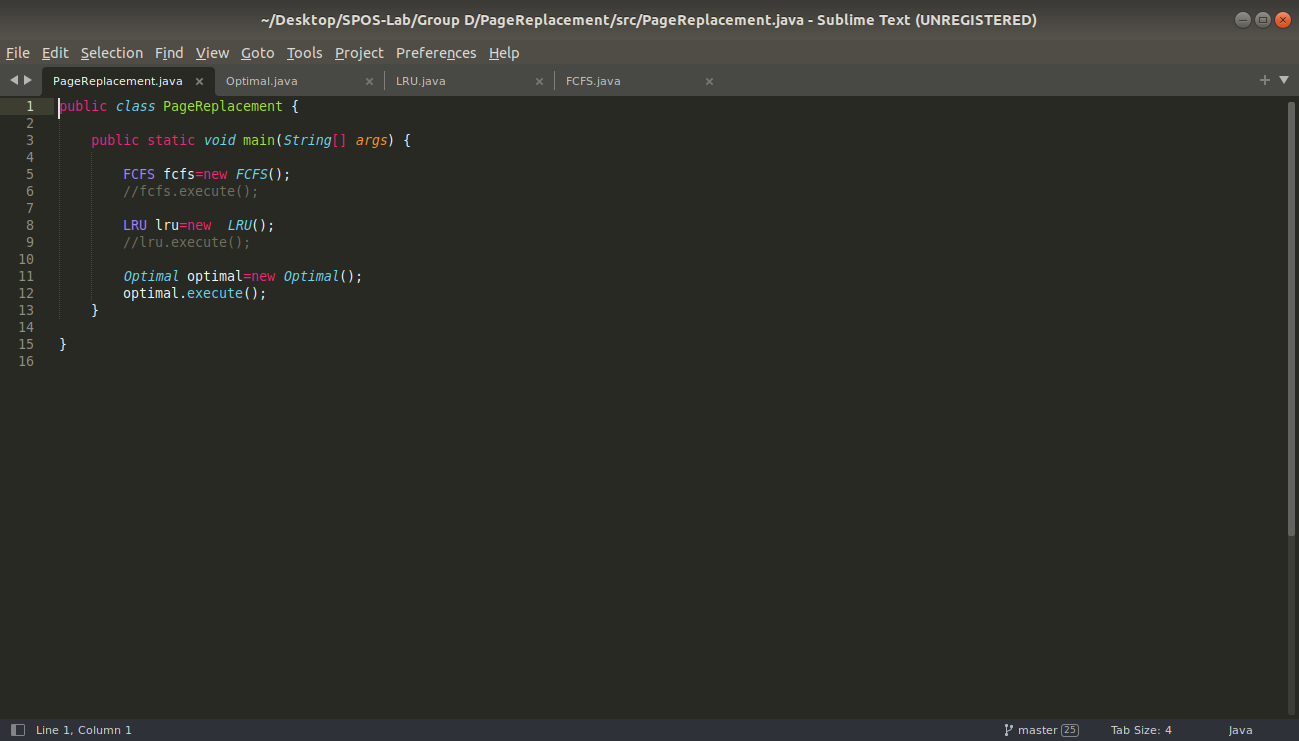 ~/Desktop/SPOS-Lab/Group D/PageReplacement/src/PageReplacement.java - Sublime Text (UNREGISTERED)
File Edit Selection Find View Goto Tools Project Preferences Help
PageReplacement.java Optimal.java LRU.java FCFS.java
1 public class PageReplacement {
2
3     public static void main(String[] args) {
4
5         FCFS fcfs=new FCFS();
6         //fcfs.execute();
7
8         LRU lru=new  LRU();
9         //lru.execute();
10
11         Optimal optimal=new Optimal();
12         optimal.execute();
13     }
14
15 }
16
Line 1, Column 1 master 25 Tab Size: 4 Java